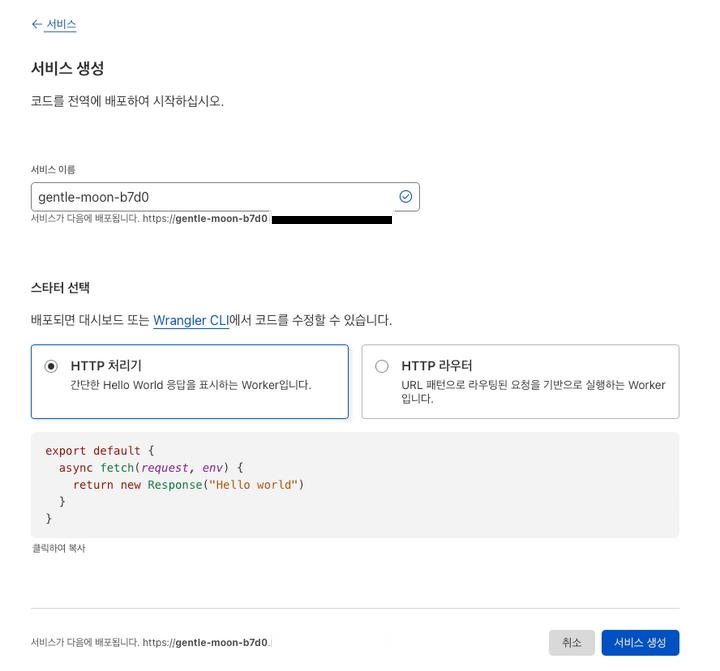 ← 서비스
서비스 생성
코드를 전역에 배포하여 시작하십시오.
서비스 이름
gentle-moon-b7d0
서비스가 다음에 배포됩니다. https://gentle-moon-b7d0
스타터 선택
배포되면 대시보드 또는 Wrangler CLI에서 코드를 수정할 수 있습니다.
HTTP 처리기
간단한 Hello World 응답을 표시하는 Worker입니다.
HTTP 라우터
URL 패턴으로 라우팅된 요청을 기반으로 실행하는 Worker
입니다.
export default {
  async fetch(request, env) {
    return new Response("Hello world")
  }
}
클릭하여 복사
서비스가 다음에 배포됩니다. https://gentle-moon-b7d0.
취소
서비스 생성